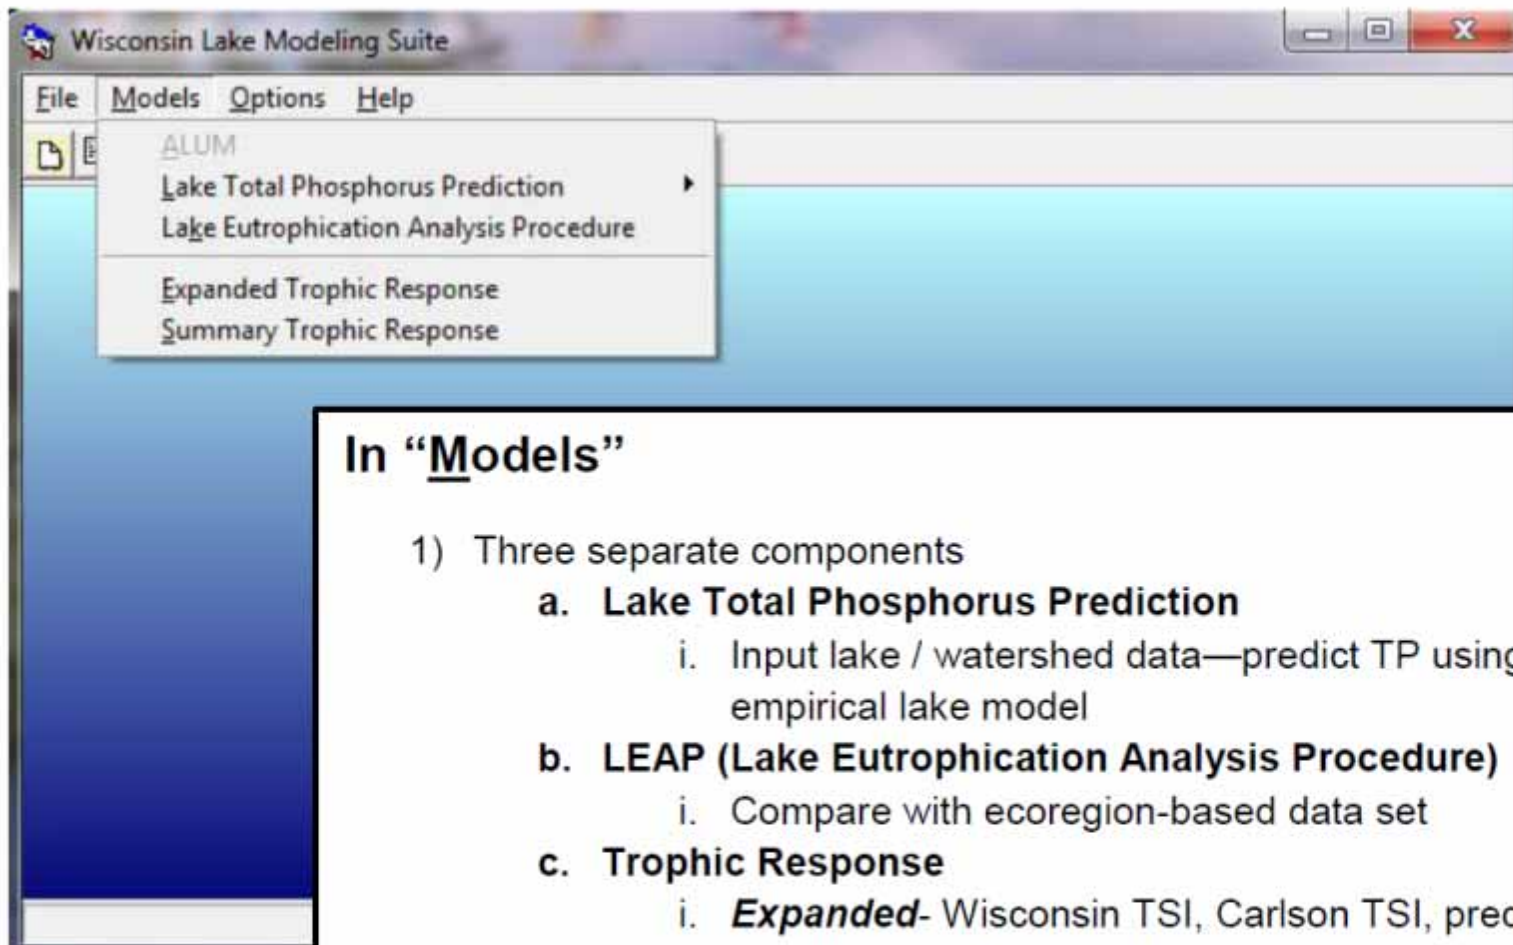 Wisconsin Lake Modeling Suite
File Models Options Help
ALUM
Lake Total Phosphorus Prediction
Lake Eutrophication Analysis Procedure
Expanded Trophic Response
Summary Trophic Response
In “Models”
1) Three separate components
a. Lake Total Phosphorus Prediction
i. Input lake / watershed data—predict TP using
empirical lake model
b. LEAP (Lake Eutrophication Analysis Procedure)
i. Compare with ecoregion-based data set
c. Trophic Response
i. Expanded- Wisconsin TSI, Carlson TSI,